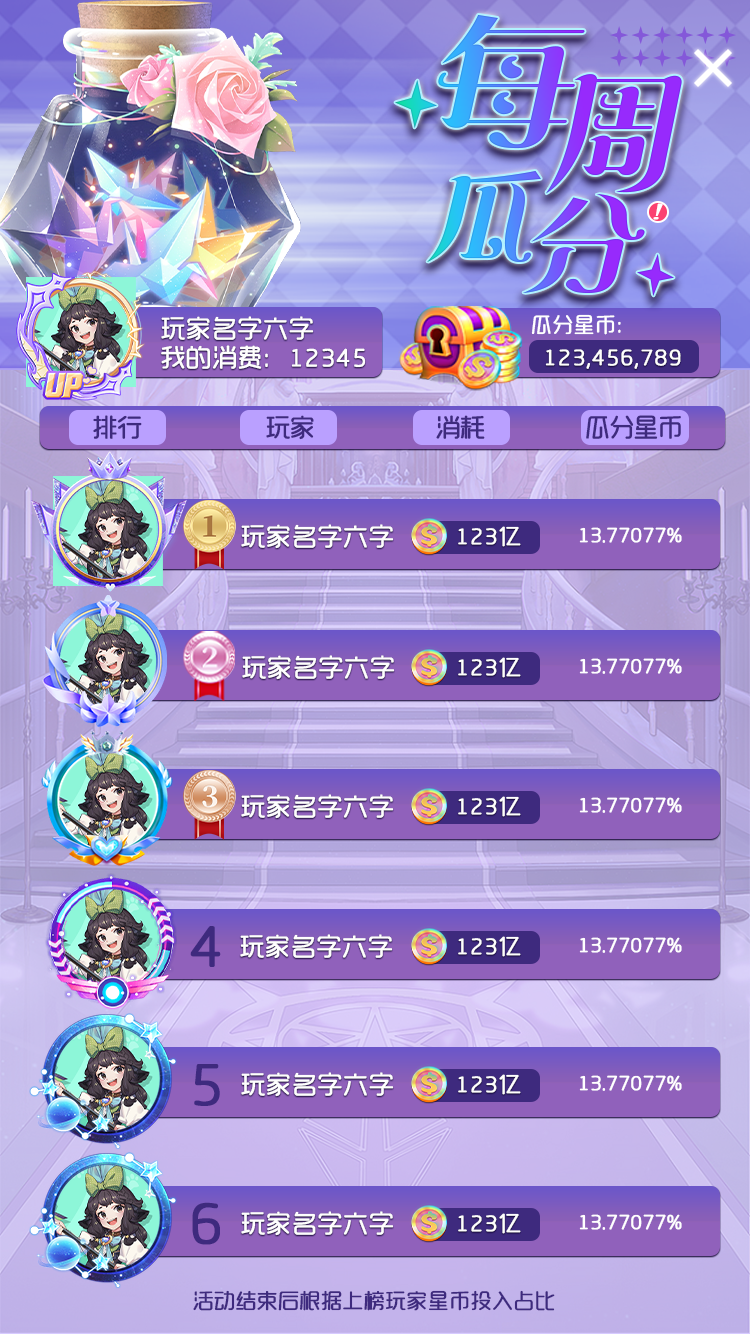 每周
瓜分
!
玩家名字六字
我的消费: 12345
UP
瓜分星币:
123,456,789
排行 玩家 消耗 瓜分星币
1 玩家名字六字 123亿 13.77077%
2 玩家名字六字 123亿 13.77077%
3 玩家名字六字 123亿 13.77077%
4 玩家名字六字 123亿 13.77077%
5 玩家名字六字 123亿 13.77077%
6 玩家名字六字 123亿 13.77077%
活动结束后根据上榜玩家星币投入占比